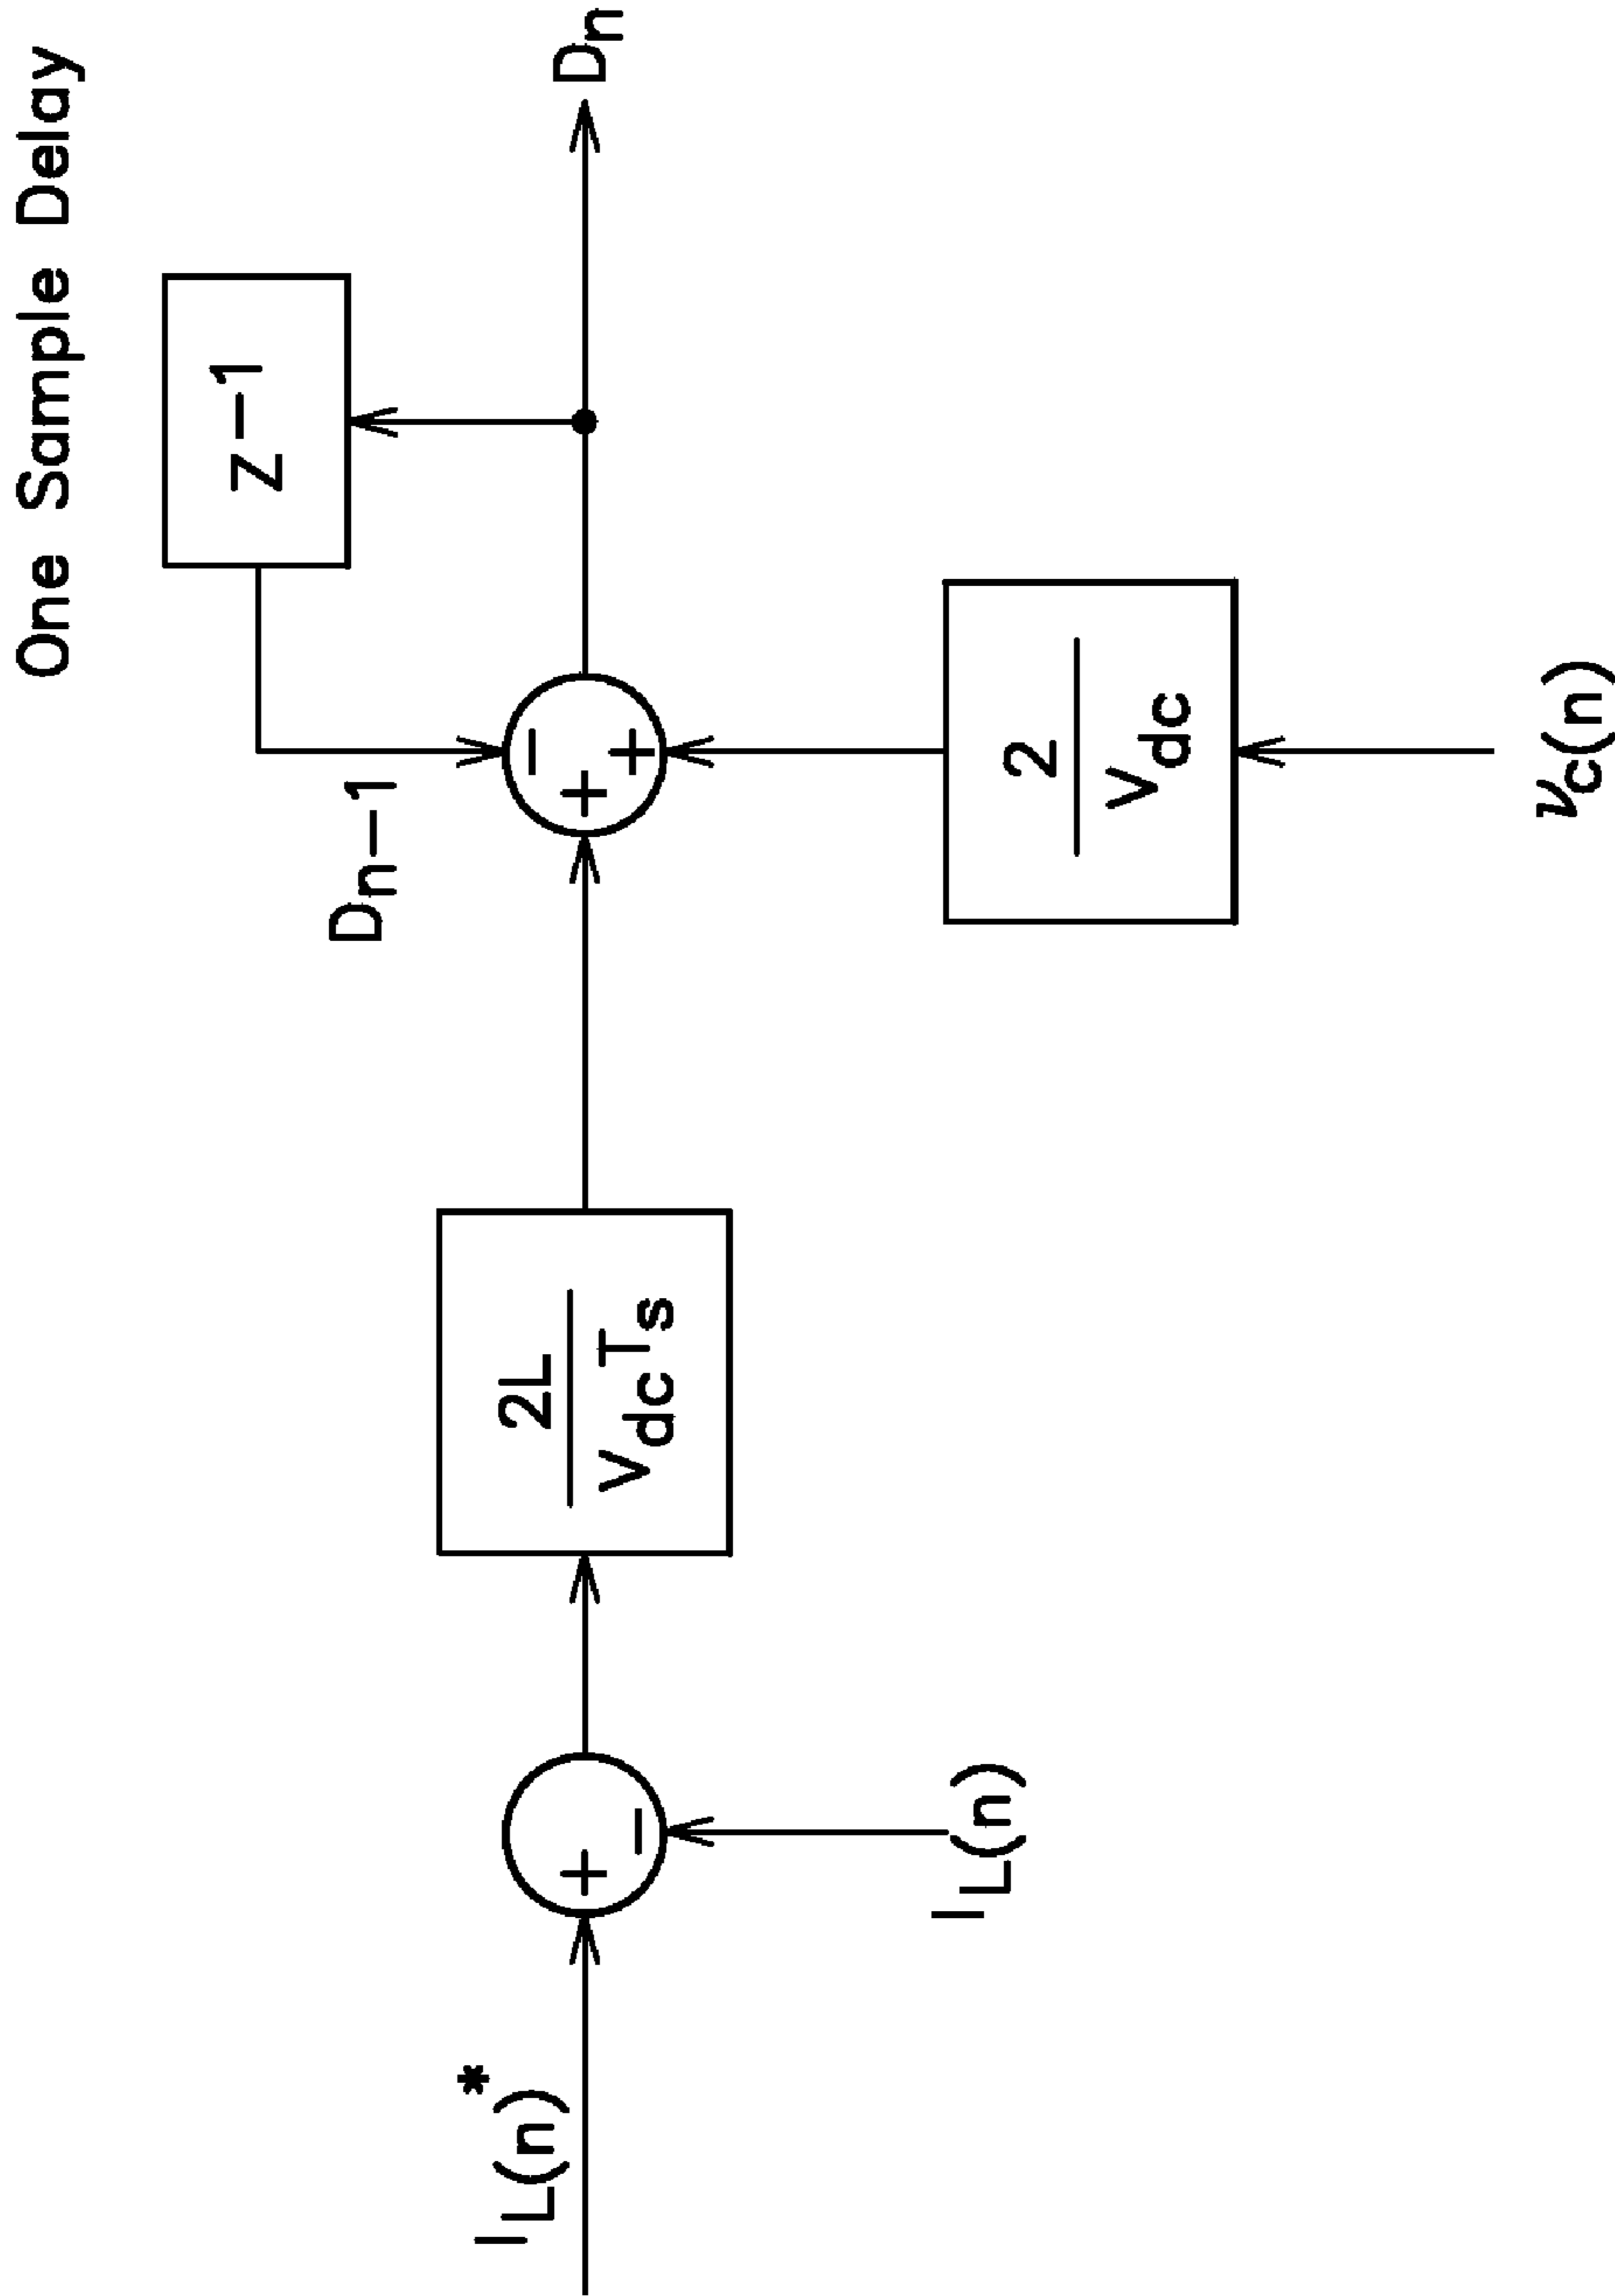 One Sample Delay
Z−1
Dn−1
Dn
IL(n)*
+
−
2L
VdcTs
−
+
+
IL(n)
2
Vdc
νc(n)